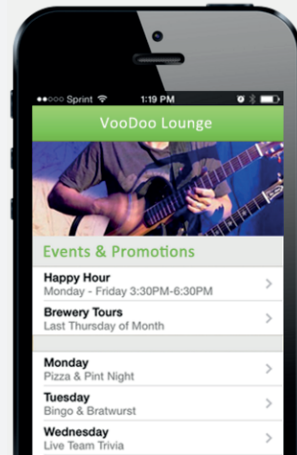 Sprint 1:19 PM
VooDoo Lounge
Events & Promotions
Happy Hour
Monday - Friday 3:30PM-6:30PM
Brewery Tours
Last Thursday of Month
Monday
Pizza & Pint Night
Tuesday
Bingo & Bratwurst
Wednesday
Live Team Trivia